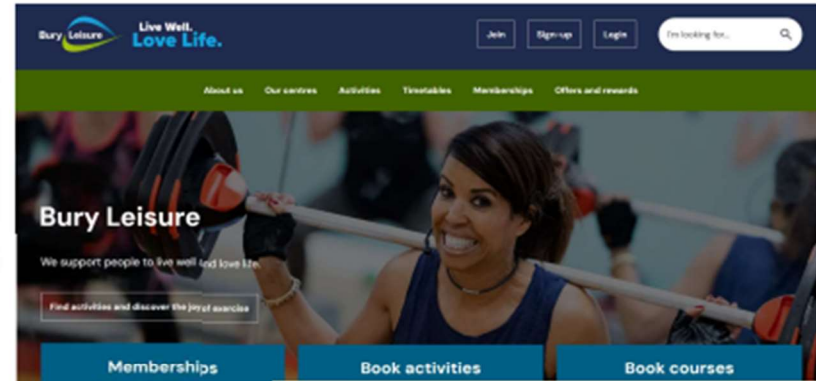 Bury Leisure
Live Well.
Love Life.
Join
Sign-up
Login
I'm looking for...
About us
Our centres
Activities
Timetables
Memberships
Offers and rewards
Bury Leisure
We support people to live well and love life.
Find activities and discover the joy of exercise
Memberships
Book activities
Book courses